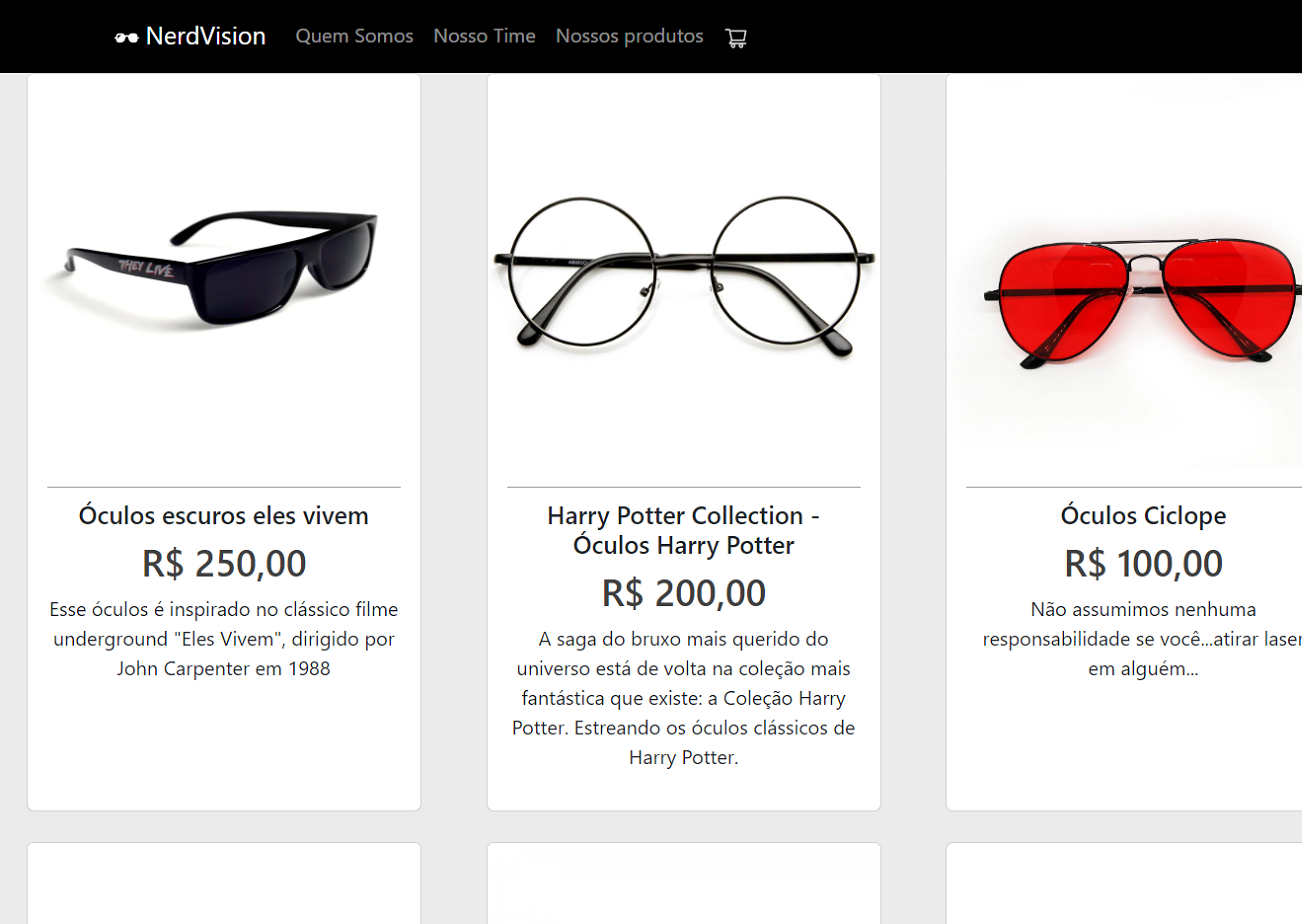 NerdVision Quem Somos Nosso Time Nossos produtos
THEY LIVE
Óculos escuros eles vivem
R$ 250,00
Esse óculos é inspirado no clássico filme
underground "Eles Vivem", dirigido por
John Carpenter em 1988
Harry Potter Collection -
Óculos Harry Potter
R$ 200,00
A saga do bruxo mais querido do
universo está de volta na coleção mais
fantástica que existe: a Coleção Harry
Potter. Estreando os óculos clássicos de
Harry Potter.
Óculos Ciclope
R$ 100,00
Não assumimos nenhuma
responsabilidade se você...atirar laser
em alguém...